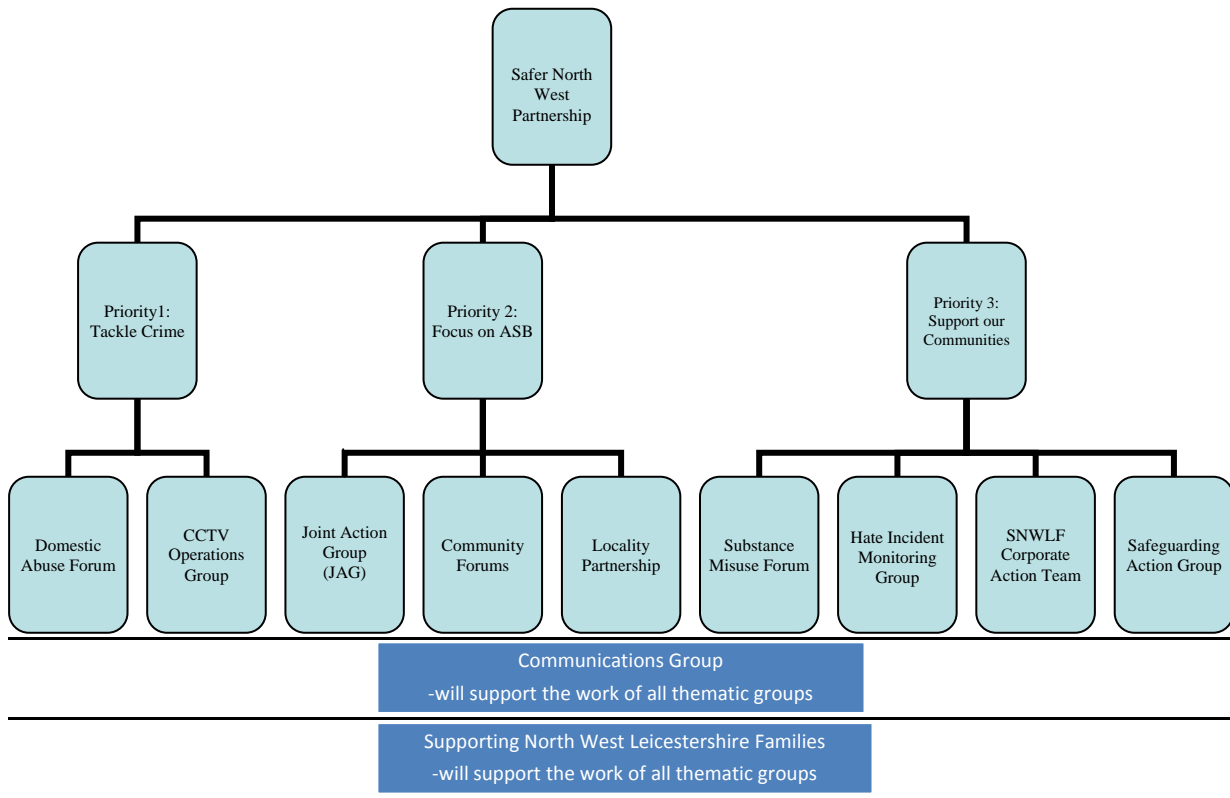 Safer North
West
Partnership
Priority1:
Tackle Crime
Priority 2:
Focus on ASB
Priority 3:
Support our
Communities
Domestic
Abuse Forum
CCTV
Operations
Group
Joint Action
Group
(JAG)
Community
Forums
Locality
Partnership
Substance
Misuse Forum
Hate Incident
Monitoring
Group
SNWLF
Corporate
Action Team
Safeguarding
Action Group
Communications Group
-will support the work of all thematic groups
Supporting North West Leicestershire Families
-will support the work of all thematic groups